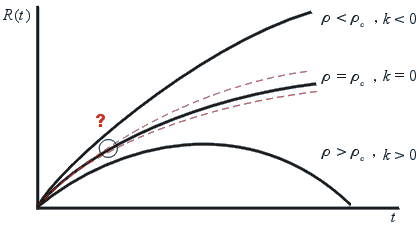 R(t)
ρ < ρc , k < 0
ρ = ρc , k = 0
?
ρ > ρc , k > 0
t